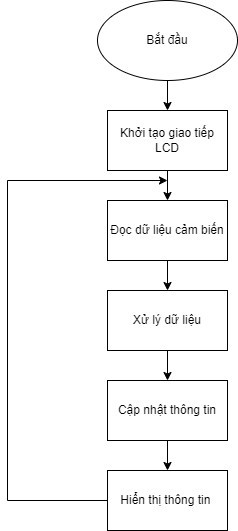 Bắt đầu
Khởi tạo giao tiếp
LCD
Đọc dữ liệu cảm biến
Xử lý dữ liệu
Cập nhật thông tin
Hiển thị thông tin